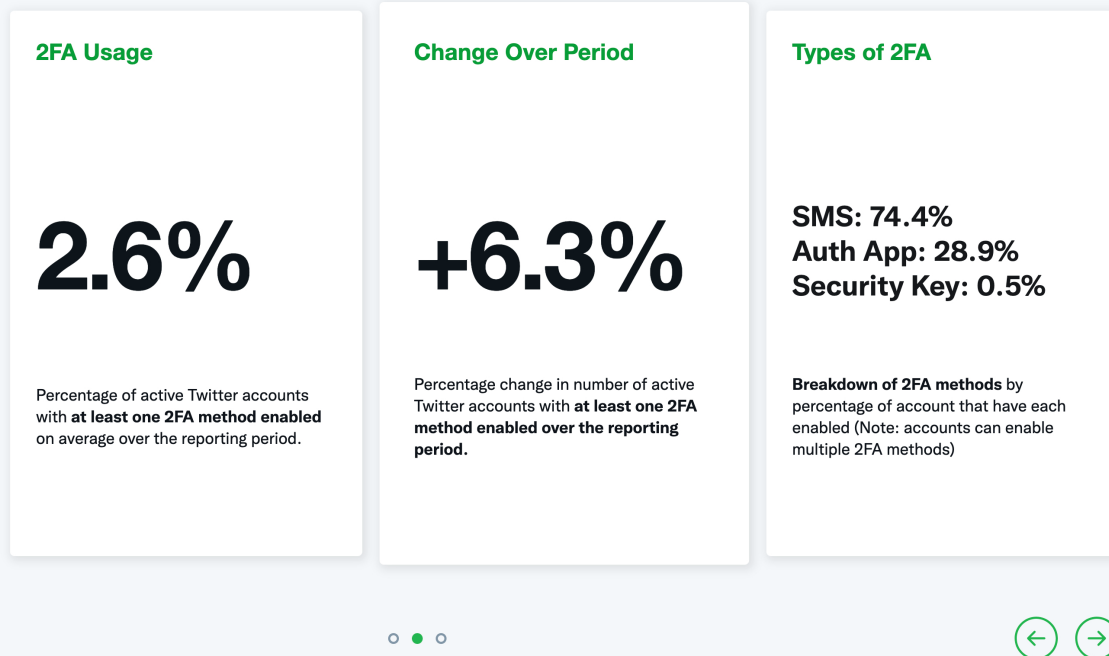 2FA Usage
2.6%
Percentage of active Twitter accounts
with at least one 2FA method enabled
on average over the reporting period.
Change Over Period
+6.3%
Percentage change in number of active
Twitter accounts with at least one 2FA
method enabled over the reporting
period.
Types of 2FA
SMS: 74.4%
Auth App: 28.9%
Security Key: 0.5%
Breakdown of 2FA methods by
percentage of account that have each
enabled (Note: accounts can enable
multiple 2FA methods)